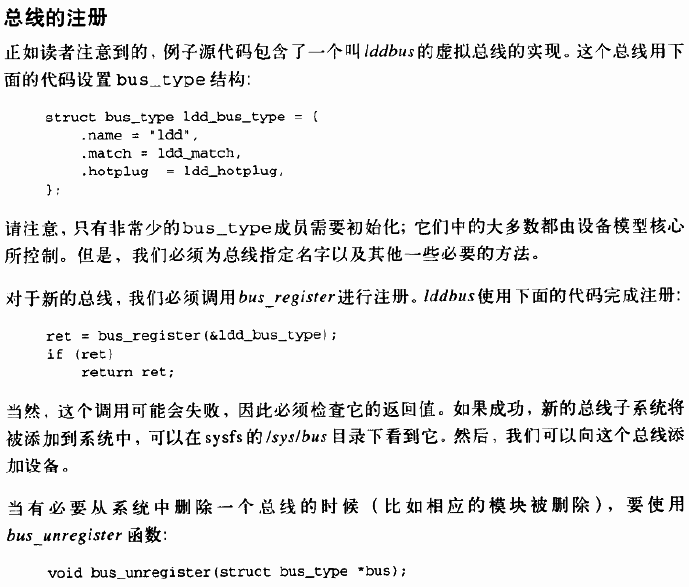 总线的注册
正如读者注意到的，例子源代码包含了一个叫lddbus的虚拟总线的实现。这个总线用下
面的代码设置bus_type结构：
struct bus_type ldd_bus_type = {
.name = "ldd",
.match = ldd_match,
.hotplug  = ldd_hotplug,
};
请注意，只有非常少的bus_type成员需要初始化；它们中的大多数都由设备模型核心
所控制。但是，我们必须为总线指定名字以及其他一些必要的方法。
对于新的总线，我们必须调用bus_register进行注册。lddbus使用下面的代码完成注册：
ret = bus_register(&ldd_bus_type);
if (ret)
return ret;
当然，这个调用可能会失败，因此必须检查它的返回值。如果成功，新的总线子系统将
被添加到系统中，可以在sysfs的/sys/bus目录下看到它。然后，我们可以向这个总线添
加设备。
当有必要从系统中删除一个总线的时候（比如相应的模块被删除），要使用
bus_unregister函数：
void bus_unregister(struct bus_type *bus);